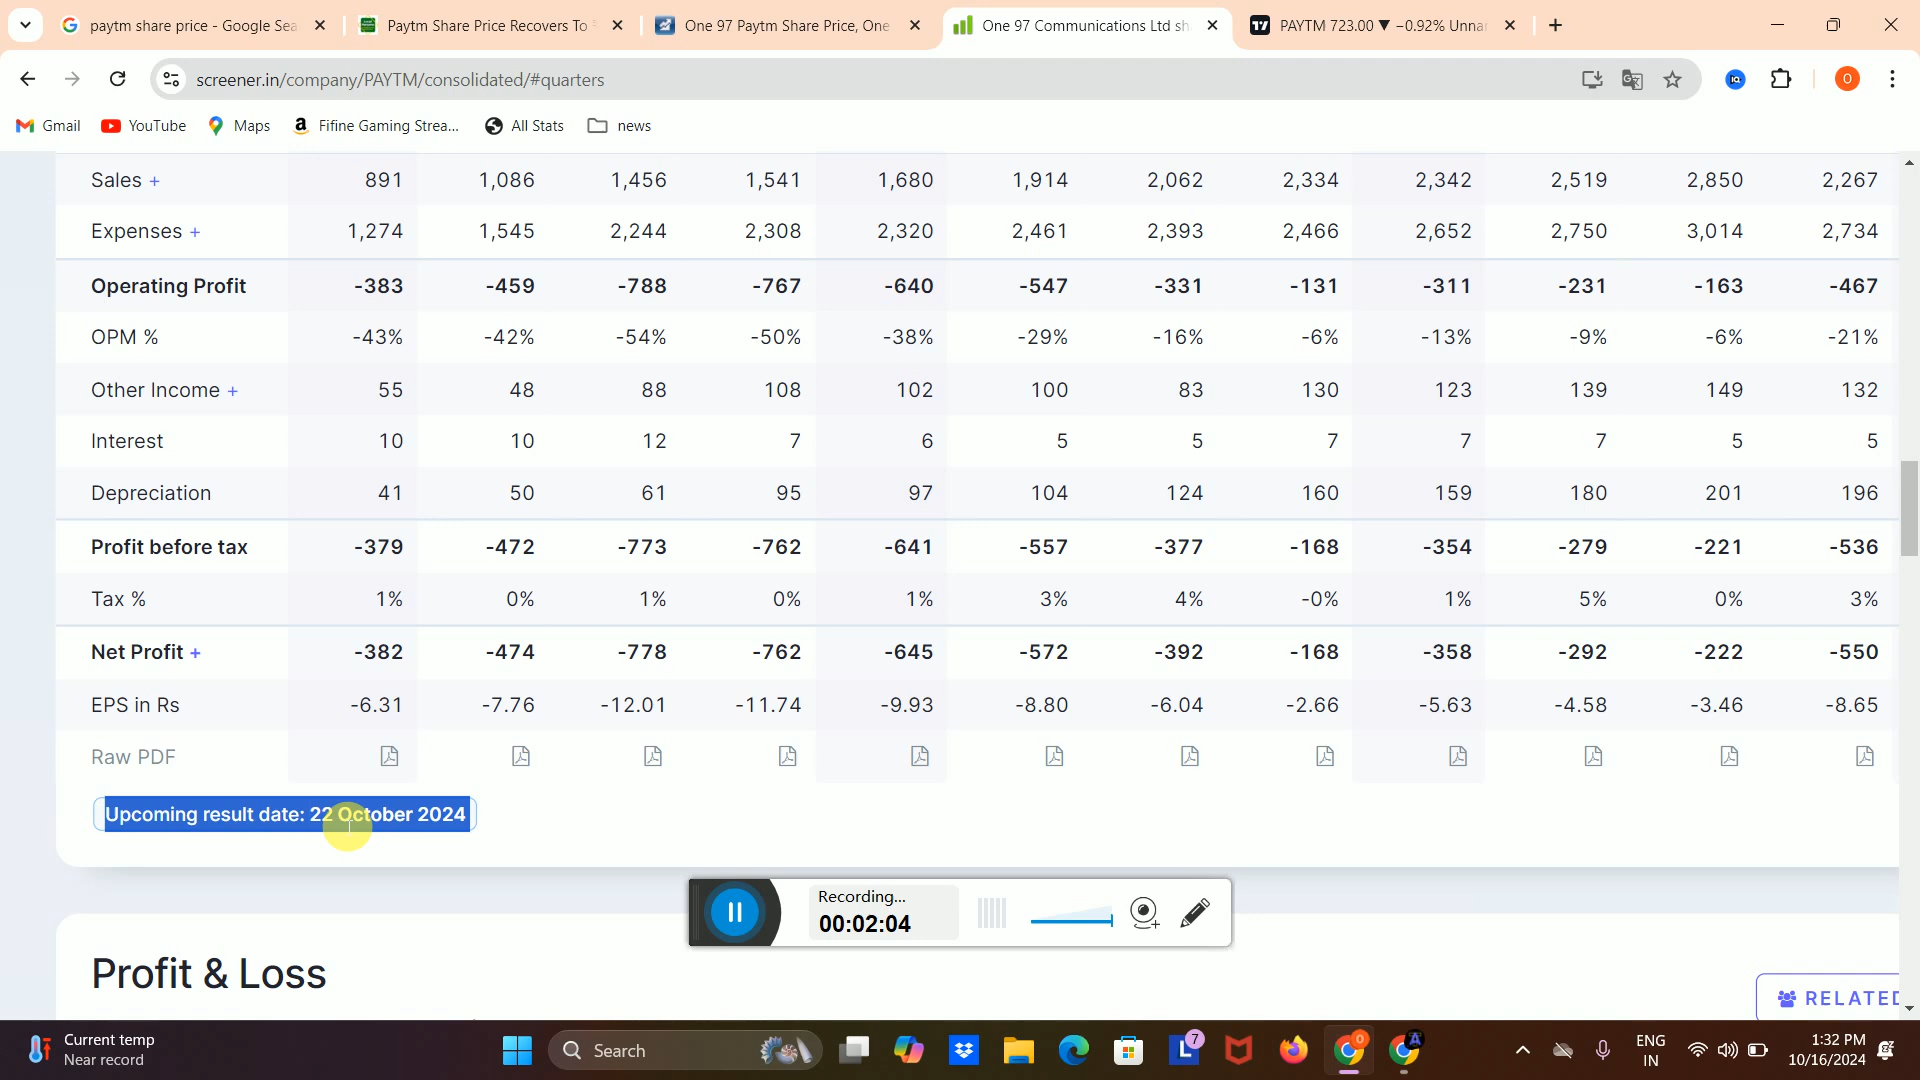 paytm share price - Google Sea
Paytm Share Price Recovers To
One 97 Paytm Share Price, One
One 97 Communications Ltd sh
PAYTM 723.00 ▼ −0.92% Unna
screener.in/company/PAYTM/consolidated/#quarters
O
Gmail YouTube Maps Fifine Gaming Strea... All Stats news
Sales + 891 1,086 1,456 1,541 1,680 1,914 2,062 2,334 2,342 2,519 2,850 2,267
Expenses + 1,274 1,545 2,244 2,308 2,320 2,461 2,393 2,466 2,652 2,750 3,014 2,734
Operating Profit -383 -459 -788 -767 -640 -547 -331 -131 -311 -231 -163 -467
OPM % -43% -42% -54% -50% -38% -29% -16% -6% -13% -9% -6% -21%
Other Income + 55 48 88 108 102 100 83 130 123 139 149 132
Interest 10 10 12 7 6 5 5 7 7 7 5 5
Depreciation 41 50 61 95 97 104 124 160 159 180 201 196
Profit before tax -379 -472 -773 -762 -641 -557 -377 -168 -354 -279 -221 -536
Tax % 1% 0% 1% 0% 1% 3% 4% -0% 1% 5% 0% 3%
Net Profit + -382 -474 -778 -762 -645 -572 -392 -168 -358 -292 -222 -550
EPS in Rs -6.31 -7.76 -12.01 -11.74 -9.93 -8.80 -6.04 -2.66 -5.63 -4.58 -3.46 -8.65
Raw PDF
Upcoming result date: 22 October 2024
Recording...
00:02:04
Profit & Loss
RELATED
Current temp
Near record
Search
7
ENG
IN
1:32 PM
10/16/2024